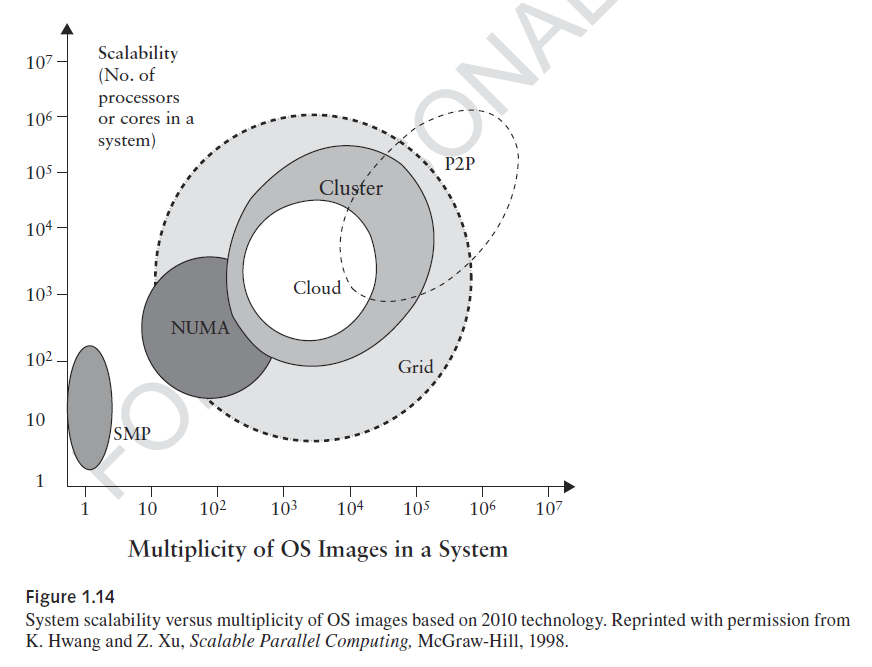 Scalability
(No. of
processors
or cores in a
system)
10⁷
10⁶
10⁵
10⁴
10³
10²
10
1
P2P
Cluster
Cloud
NUMA
Grid
SMP
1 10 10² 10³ 10⁴ 10⁵ 10⁶ 10⁷
Multiplicity of OS Images in a System
Figure 1.14
System scalability versus multiplicity of OS images based on 2010 technology. Reprinted with permission from
K. Hwang and Z. Xu, Scalable Parallel Computing, McGraw-Hill, 1998.